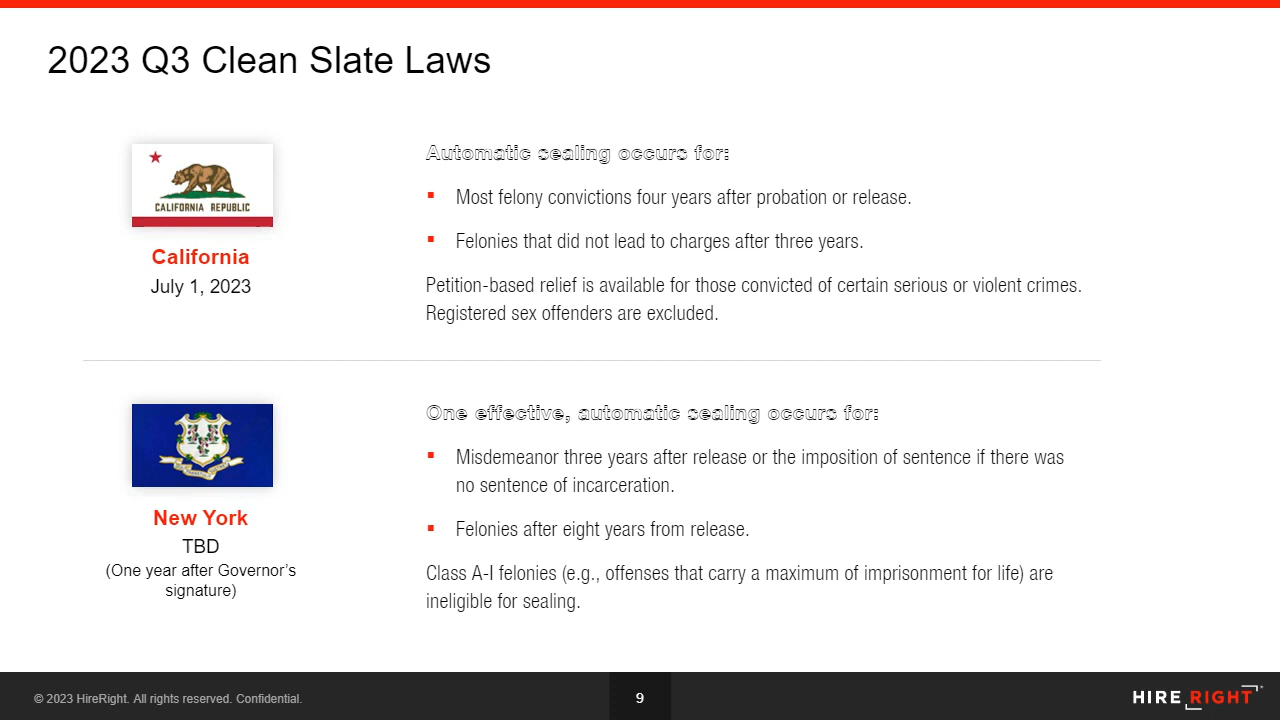 2023 Q3 Clean Slate Laws
CALIFORNIA REPUBLIC
California
July 1, 2023
Automatic sealing occurs for:
Most felony convictions four years after probation or release.
Felonies that did not lead to charges after three years.
Petition-based relief is available for those convicted of certain serious or violent crimes.
Registered sex offenders are excluded.
New York
TBD
(One year after Governor’s
signature)
One effective, automatic sealing occurs for:
Misdemeanor three years after release or the imposition of sentence if there was
no sentence of incarceration.
Felonies after eight years from release.
Class A-I felonies (e.g., offenses that carry a maximum of imprisonment for life) are
ineligible for sealing.
© 2023 HireRight. All rights reserved. Confidential.
9
HIRE RIGHT